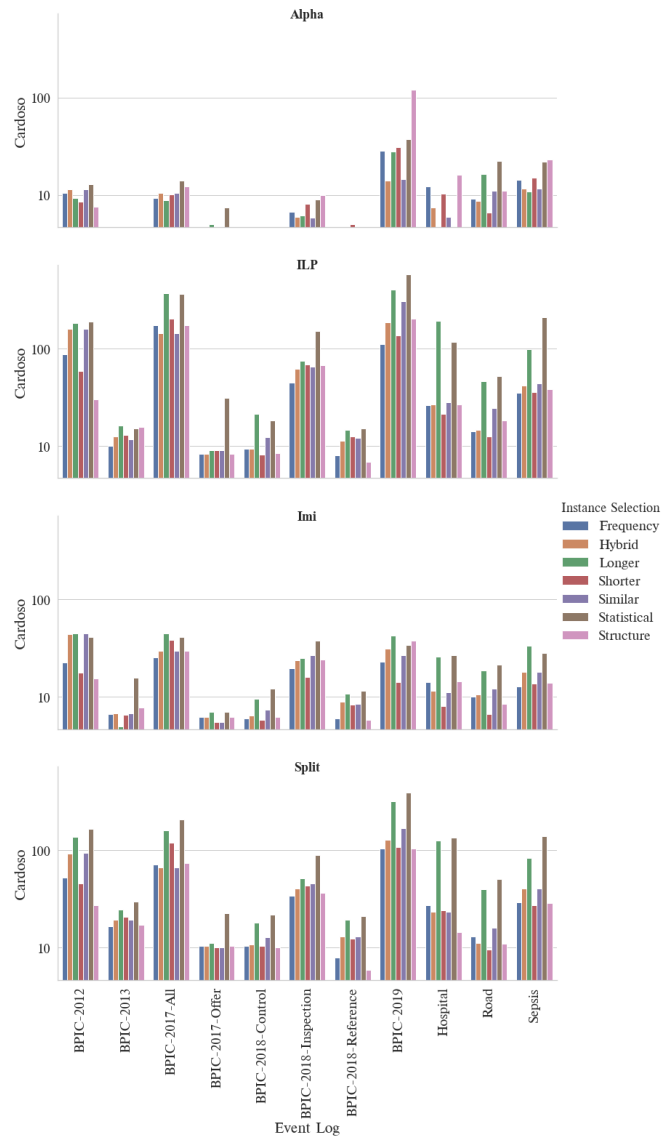 Alpha
Cardoso
100
10
ILP
Cardoso
100
10
Imi
Cardoso
100
10
Instance Selection
Frequency
Hybrid
Longer
Shorter
Similar
Statistical
Structure
Split
Cardoso
100
10
BPIC-2012
BPIC-2013
BPIC-2017-All
BPIC-2017-Offer
BPIC-2018-Control
BPIC-2018-Inspection
BPIC-2018-Reference
BPIC-2019
Hospital
Road
Sepsis
Event Log